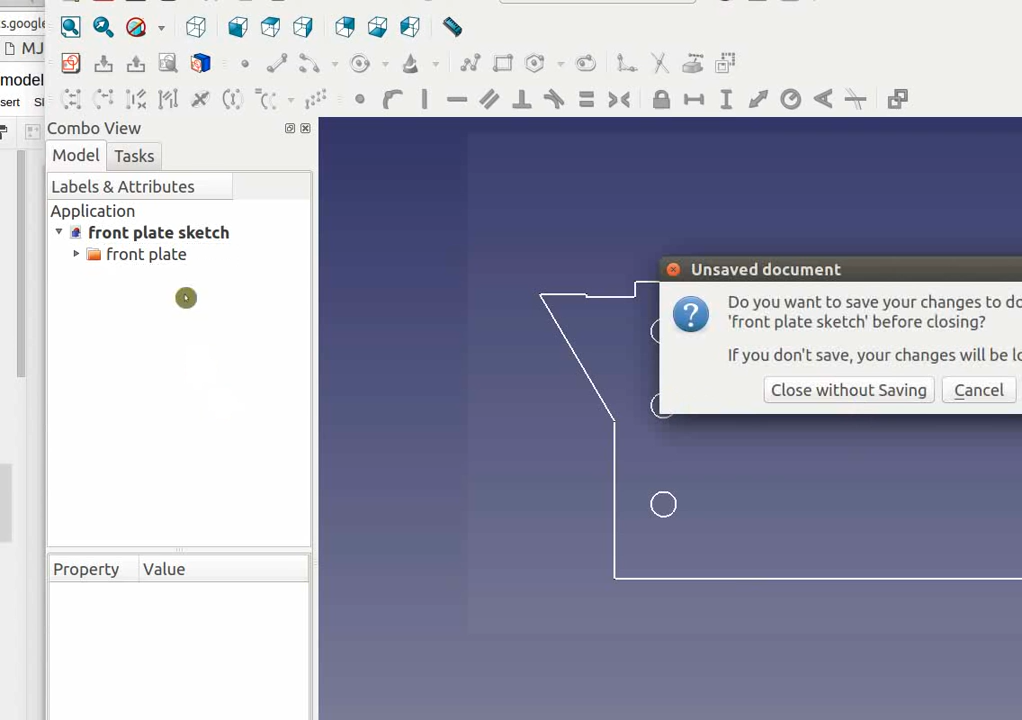 s.google
MJ
model
sert
Combo View
Model Tasks
Labels & Attributes
Application
front plate sketch
front plate
Unsaved document
Do you want to save your changes to do
'front plate sketch' before closing?
If you don't save, your changes will be lo
Close without Saving Cancel
Property Value